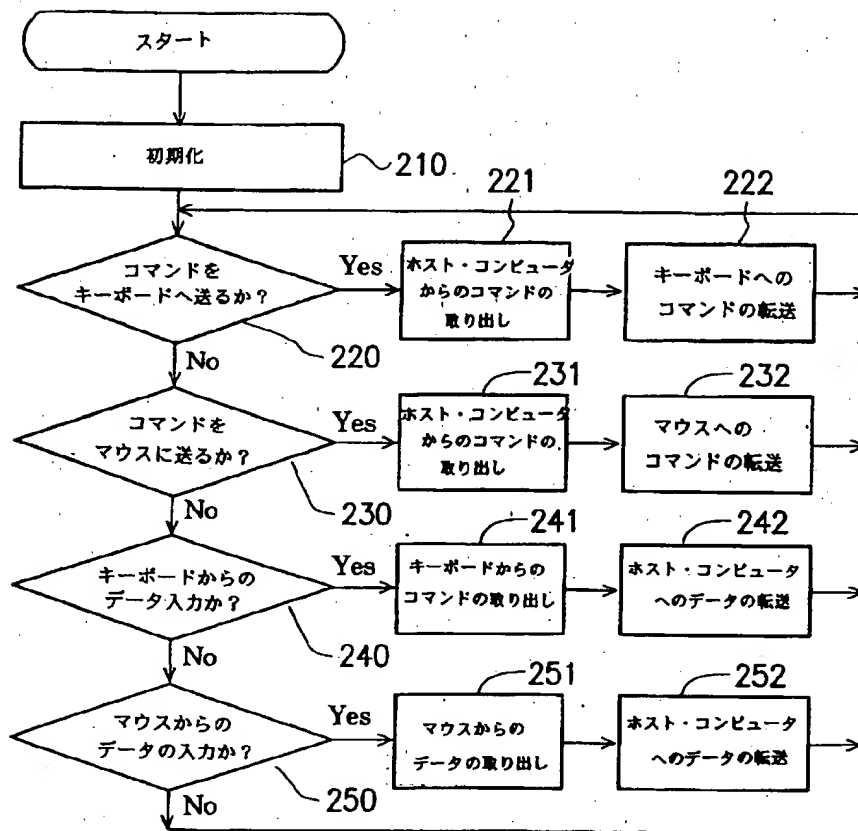 スタート
初期化
210
221
222
コマンドを
キーボードへ送るか？
Yes
ホスト・コンピュータ
からのコマンドの
取り出し
キーボードへの
コマンドの転送
220
No
231
232
コマンドを
マウスに送るか？
Yes
ホスト・コンピュータ
からのコマンドの
取り出し
マウスへの
コマンドの転送
230
No
241
242
キーボードからの
データ入力か？
Yes
キーボードからの
コマンドの取り出し
ホスト・コンピュータ
へのデータの転送
240
No
251
252
マウスからの
データの入力か？
Yes
マウスからの
データの取り出し
ホスト・コンピュータ
へのデータの転送
250
No